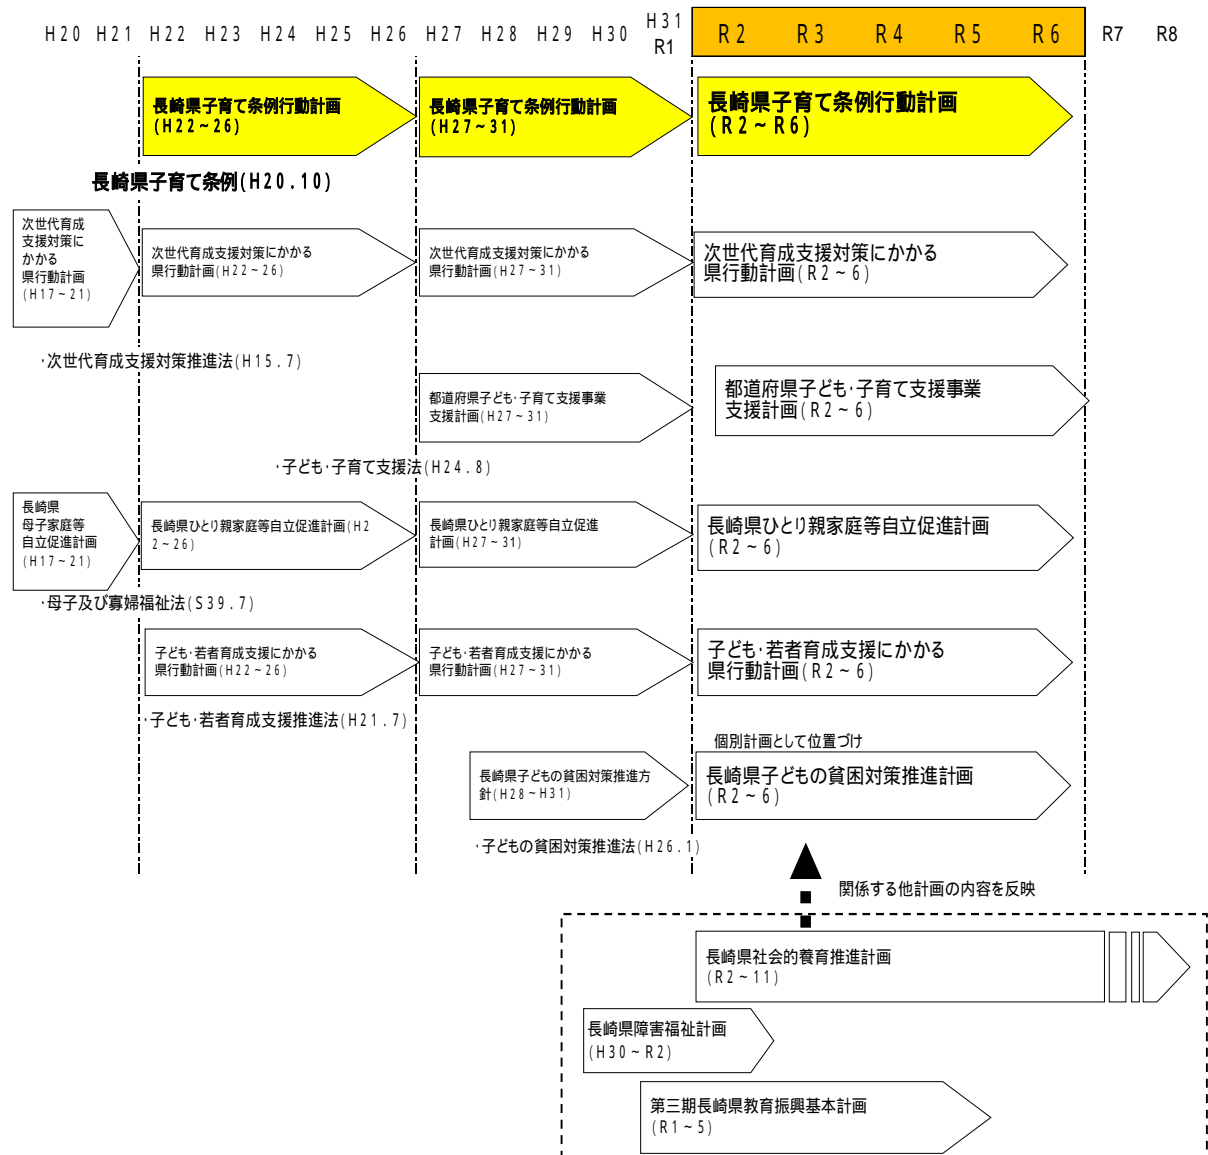 H20 H21 H22 H23 H24 H25 H26 H27 H28 H29 H30 H31 R2 R3 R4 R5 R6 R7 R8
R1
長崎県子育て条例行動計画
(H22~26)
長崎県子育て条例行動計画
(H27~31)
長崎県子育て条例行動計画
(R2~R6)
長崎県子育て条例(H20.10)
次世代育成
支援対策に
かかる
県行動計画
(H17~21)
次世代育成支援対策にかかる
県行動計画(H22~26)
次世代育成支援対策にかかる
県行動計画(H27~31)
次世代育成支援対策にかかる
県行動計画(R2~6)
・次世代育成支援対策推進法(H15.7)
都道府県子ども・子育て支援事業
支援計画(H27~31)
都道府県子ども・子育て支援事業
支援計画(R2~6)
・子ども・子育て支援法(H24.8)
長崎県
母子家庭等
自立促進計画
(H17~21)
長崎県ひとり親家庭等自立促進計画(H2
2~26)
長崎県ひとり親家庭等自立促進
計画(H27~31)
長崎県ひとり親家庭等自立促進計画
(R2~6)
・母子及び寡婦福祉法(S39.7)
子ども・若者育成支援にかかる
県行動計画(H22~26)
子ども・若者育成支援にかかる
県行動計画(H27~31)
子ども・若者育成支援にかかる
県行動計画(R2~6)
・子ども・若者育成支援推進法(H21.7)
個別計画として位置づけ
長崎県子どもの貧困対策推進方
針(H28~H31)
長崎県子どもの貧困対策推進計画
(R2~6)
・子どもの貧困対策推進法(H26.1)
関係する他計画の内容を反映
長崎県社会的養育推進計画
(R2~11)
長崎県障害福祉計画
(H30~R2)
第三期長崎県教育振興基本計画
(R1~5)